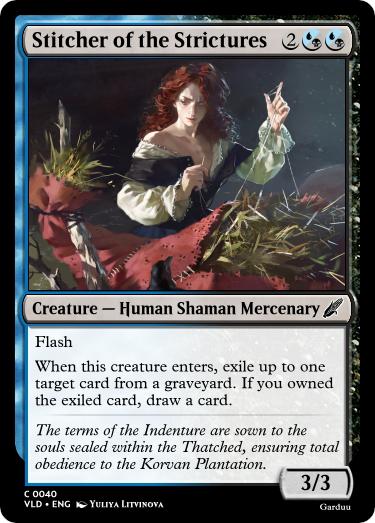 Stitcher of the Strictures 2
Creature — Human Shaman Mercenary
Flash
When this creature enters, exile up to one
target card from a graveyard. If you owned
the exiled card, draw a card.
The terms of the Indenture are sown to the
souls sealed within the Thatched, ensuring total
obedience to the Korvan Plantation.
3/3
C 0040
VLD • ENG Yuliya Litvinova
Garduu